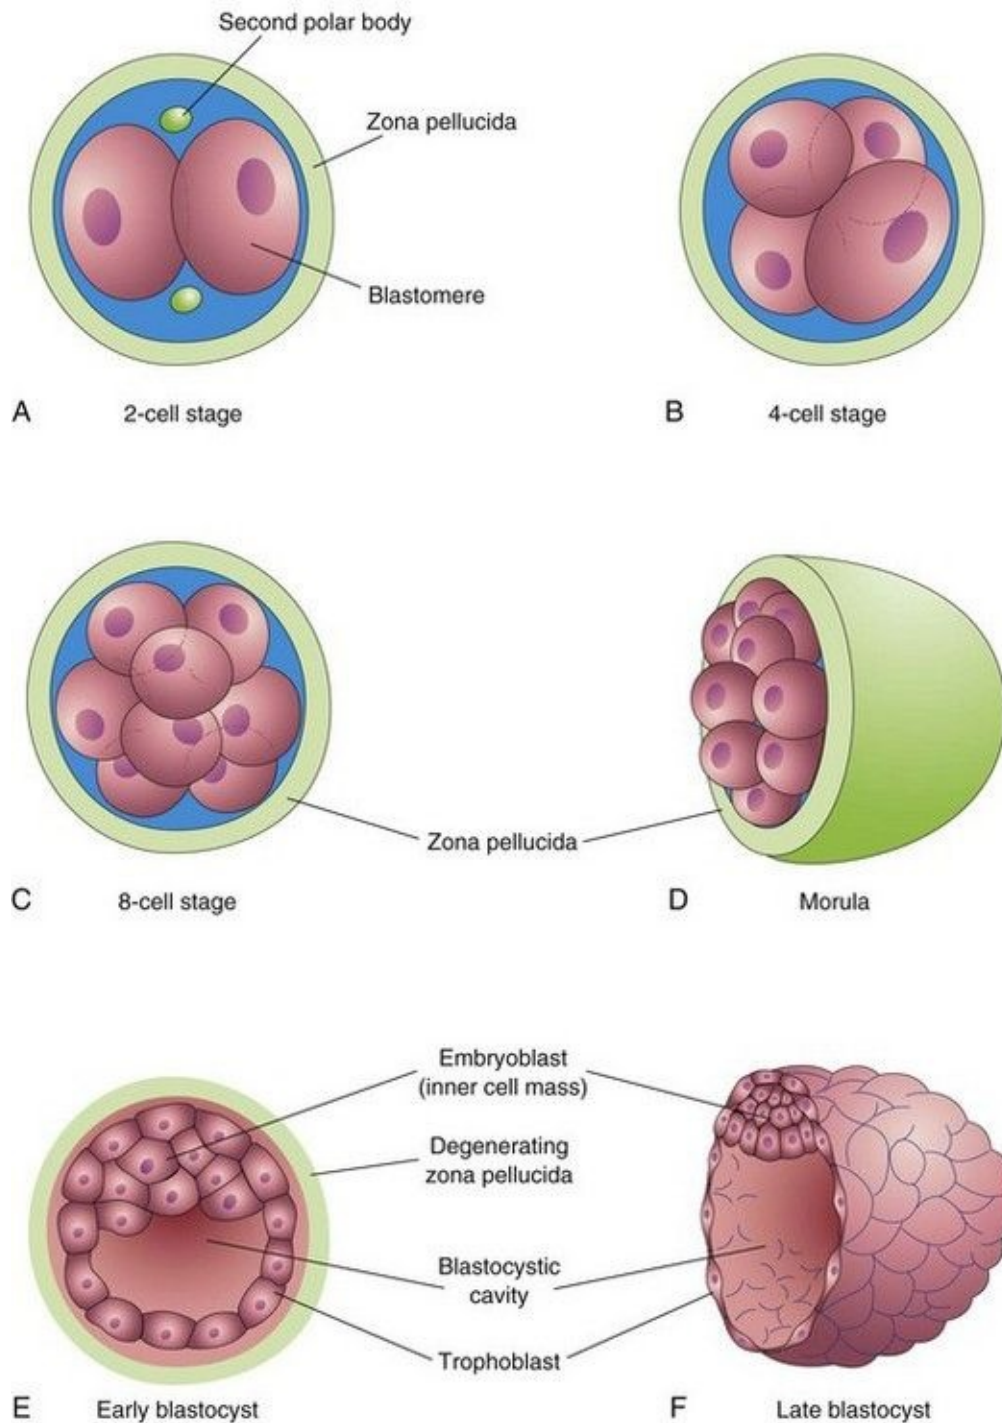 Second polar body
Zona pellucida
Blastomere
A 2-cell stage
B 4-cell stage
Zona pellucida
C 8-cell stage
D Morula
Embryoblast
(inner cell mass)
Degenerating
zona pellucida
Blastocystic
cavity
Trophoblast
E Early blastocyst
F Late blastocyst